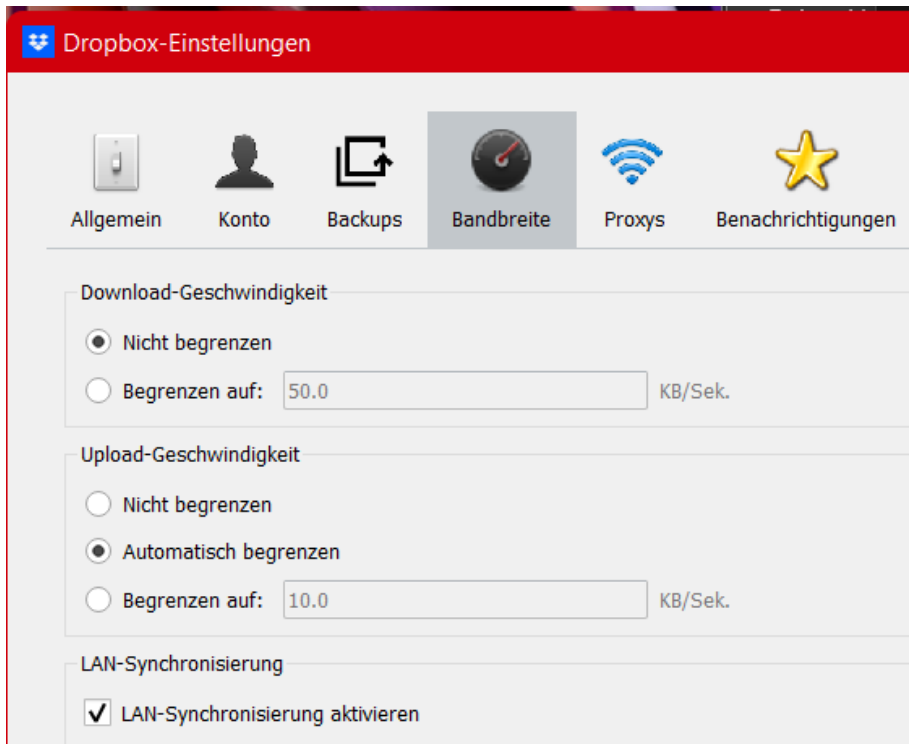 Dropbox-Einstellungen
Allgemein Konto Backups Bandbreite Proxys Benachrichtigungen
Download-Geschwindigkeit
Nicht begrenzen
Begrenzen auf: 50.0 KB/Sek.
Upload-Geschwindigkeit
Nicht begrenzen
Automatisch begrenzen
Begrenzen auf: 10.0 KB/Sek.
LAN-Synchronisierung
LAN-Synchronisierung aktivieren